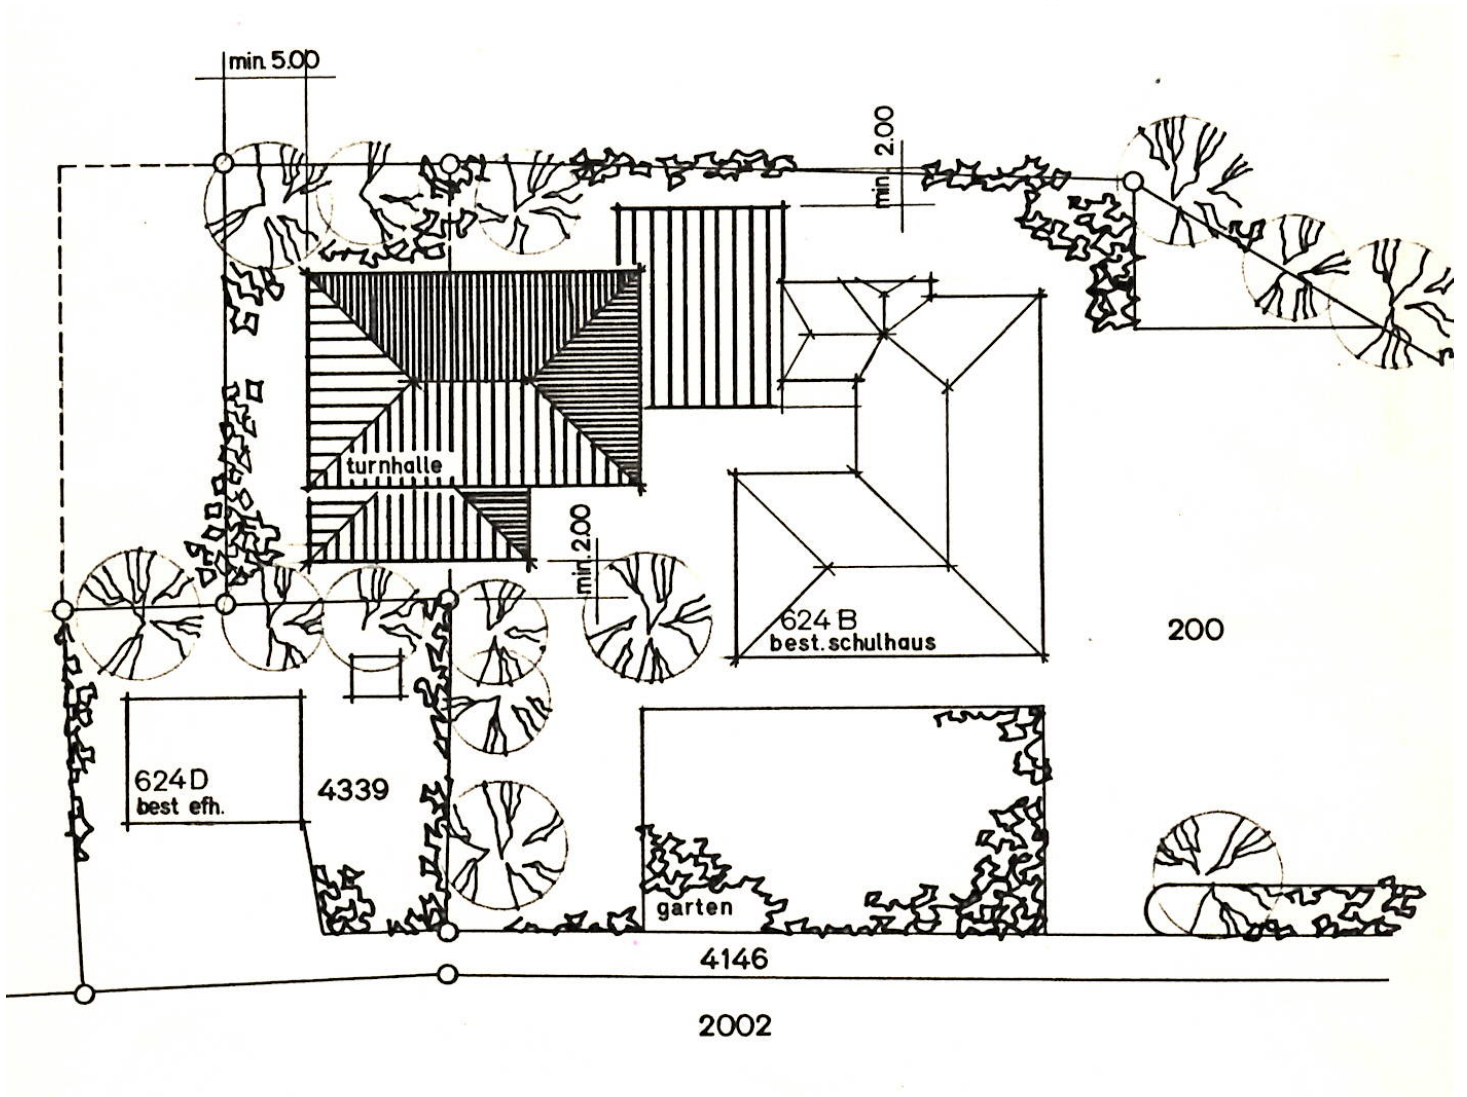 min. 5.00
min. 2.00
turnhalle
min. 2.00
624 B
best. schulhaus
200
624 D
best efh.
4339
garten
4146
2002